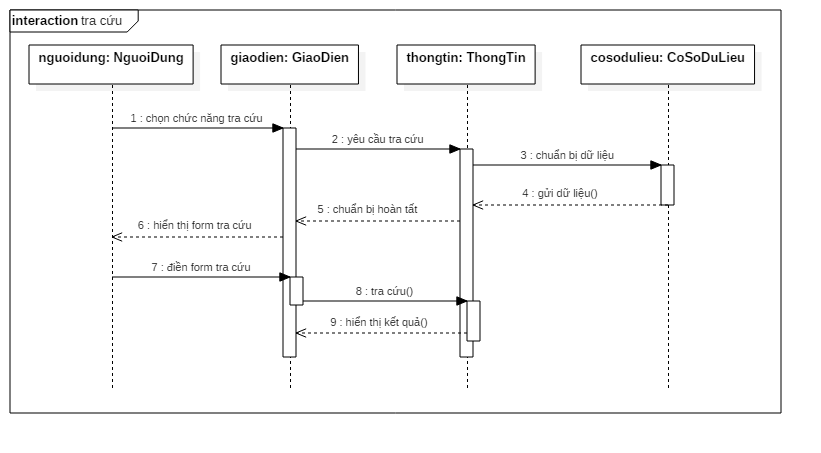 interaction tra cứu
nguoidung: NguoiDung
giaodien: GiaoDien
thongtin: ThongTin
cosodulieu: CoSoDuLieu
1 : chọn chức năng tra cứu
2 : yêu cầu tra cứu
3 : chuẩn bị dữ liệu
4 : gửi dữ liệu()
5 : chuẩn bị hoàn tất
6 : hiển thị form tra cứu
7 : điền form tra cứu
8 : tra cứu()
9 : hiển thị kết quả()